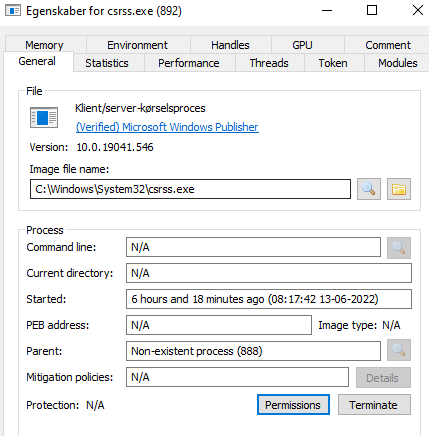 Egenskaber for csrss.exe (892)
Memory Environment Handles GPU Comment
General Statistics Performance Threads Token Modules
File
Klient/server-kørselsproces
(Verified) Microsoft Windows Publisher
Version: 10.0.19041.546
Image file name:
C:\Windows\System32\csrss.exe
Process
Command line: N/A
Current directory: N/A
Started: 6 hours and 18 minutes ago (08:17:42 13-06-2022)
PEB address: N/A Image type: N/A
Parent: Non-existent process (888)
Mitigation policies: N/A Details
Protection: N/A Permissions Terminate